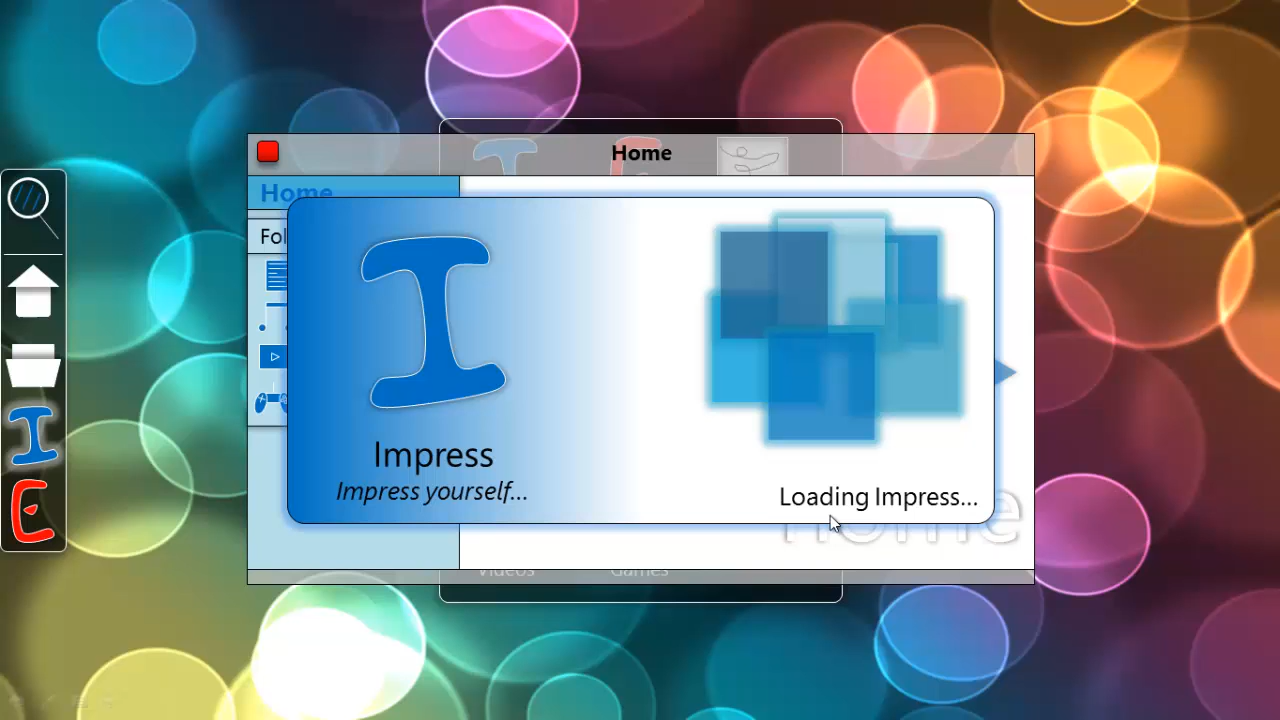 Home
Home
Fol
Impress
Impress yourself...
Loading Impress...
Home
Videos
Games